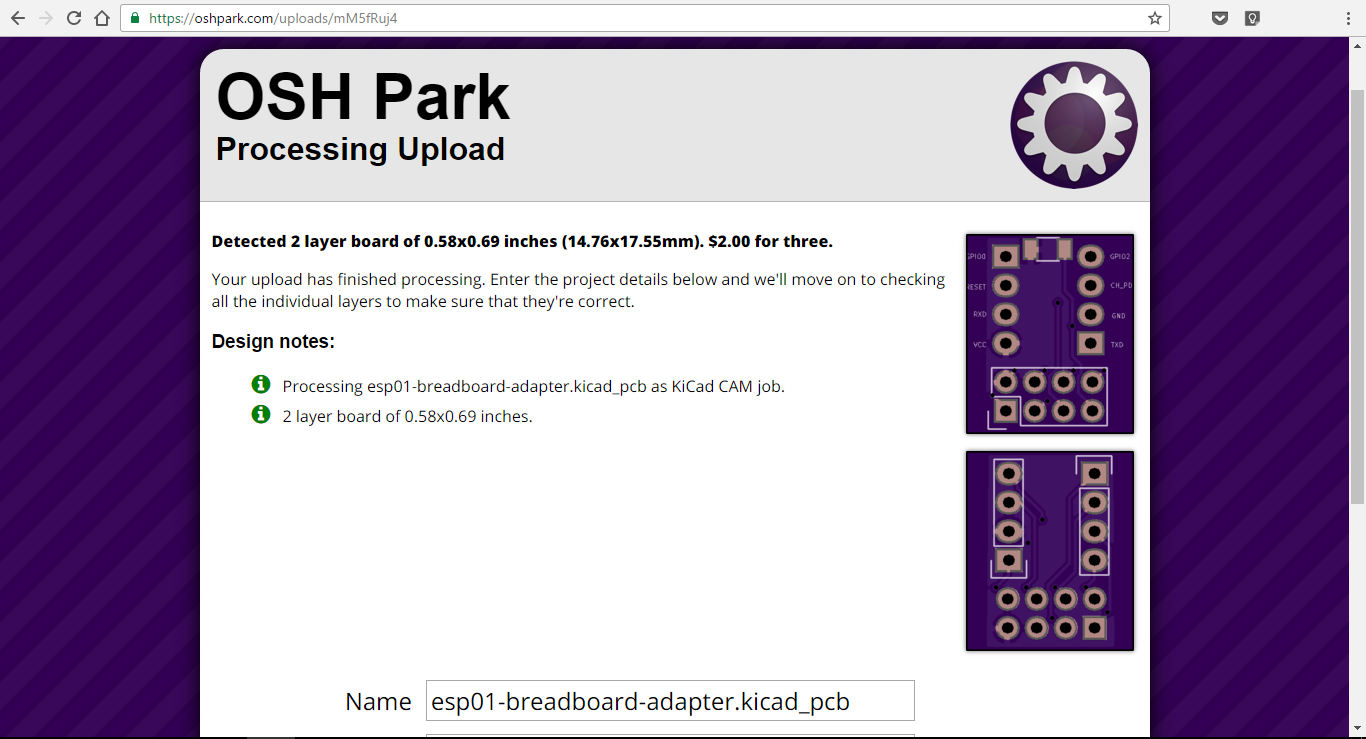 https://oshpark.com/uploads/mM5fRuj4
OSH Park
Processing Upload
Detected 2 layer board of 0.58x0.69 inches (14.76x17.55mm). $2.00 for three.
Your upload has finished processing. Enter the project details below and we'll move on to checking
all the individual layers to make sure that they're correct.
Design notes:
Processing esp01-breadboard-adapter.kicad_pcb as KiCad CAM job.
2 layer board of 0.58x0.69 inches.
GPIO0
GPIO2
RESET
CH_PD
RXD
GND
VCC
TXD
Name
esp01-breadboard-adapter.kicad_pcb